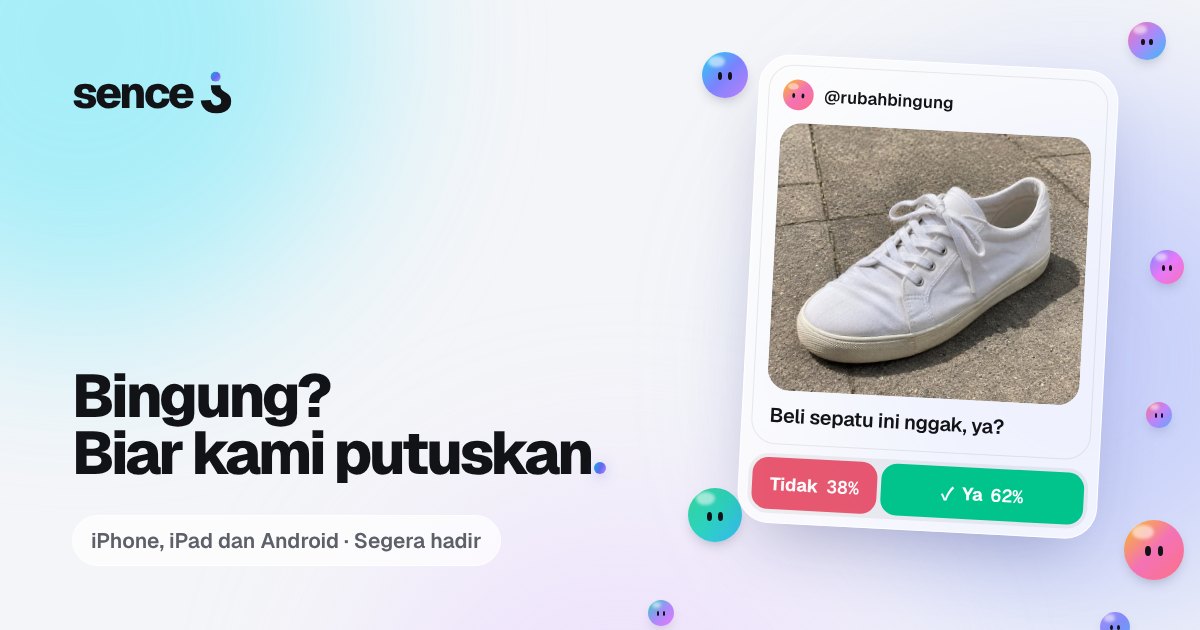 sence
@rubahbingung
Beli sepatu ini nggak, ya?
Tidak 38%
✓ Ya 62%
Bingung?
Biar kami putuskan.
iPhone, iPad dan Android · Segera hadir